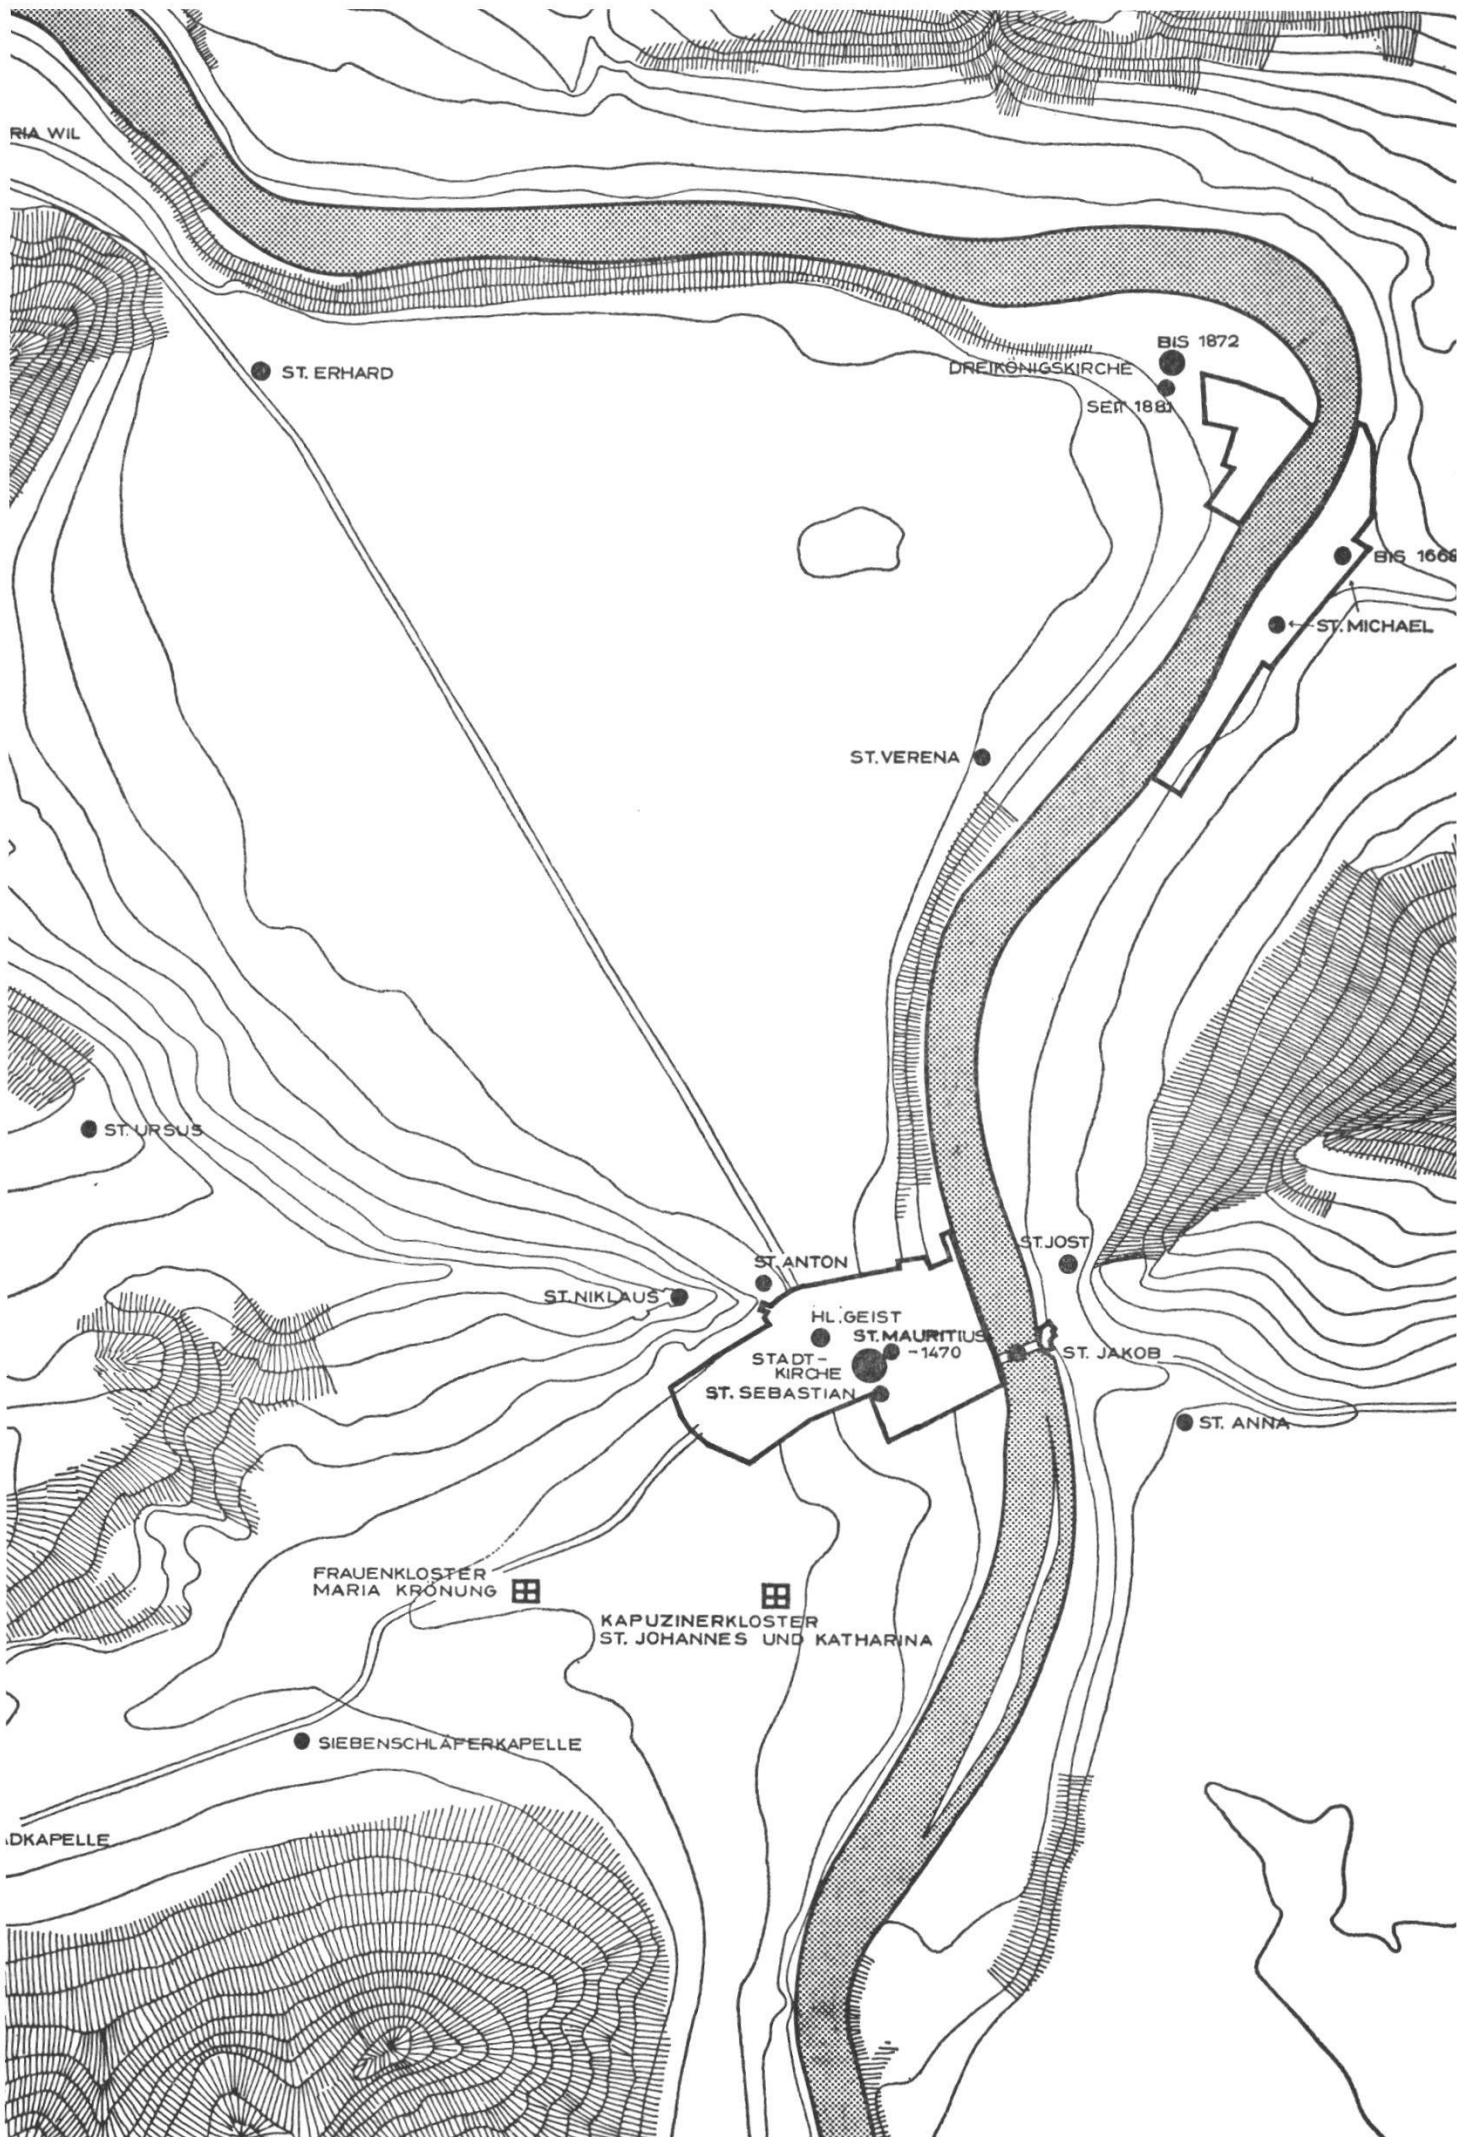 RIA WIL
BIS 1872
DREIKÖNIGSKIRCHE
SEIT 1881
ST. ERHARD
BIS 1668
ST. MICHAEL
ST. VERENA
ST. URSUS
ST. JOST
ST. ANTON
ST. NIKLAUS
HL. GEIST
ST. MAURITIUS
-1470
STADT-
KIRCHE
ST. JAKOB
ST. SEBASTIAN
ST. ANNA
FRAUENKLOSTER
MARIA KRÖNUNG
KAPUZINERKLOSTER
ST. JOHANNES UND KATHARINA
SIEBENSCHLÄFERKAPELLE
ADKAPELLE